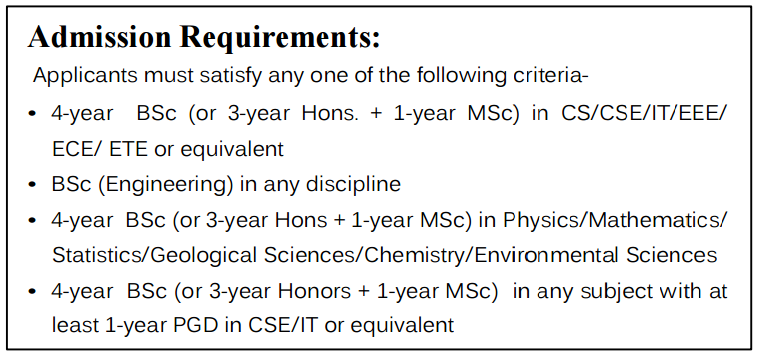 Admission Requirements:
Applicants must satisfy any one of the following criteria-
• 4-year BSc (or 3-year Hons. + 1-year MSc) in CS/CSE/IT/EEE/
ECE/ ETE or equivalent
• BSc (Engineering) in any discipline
• 4-year BSc (or 3-year Hons + 1-year MSc) in Physics/Mathematics/
Statistics/Geological Sciences/Chemistry/Environmental Sciences
• 4-year BSc (or 3-year Honors + 1-year MSc) in any subject with at
least 1-year PGD in CSE/IT or equivalent